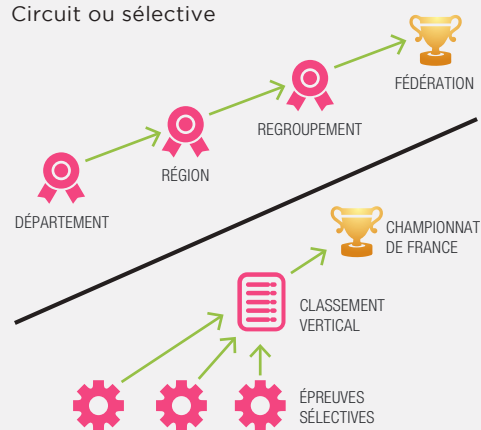 Circuit ou sélective
FÉDÉRATION
REGROUPEMENT
RÉGION
DÉPARTEMENT
CHAMPIONNAT
DE FRANCE
CLASSEMENT
VERTICAL
ÉPREUVES
SÉLECTIVES